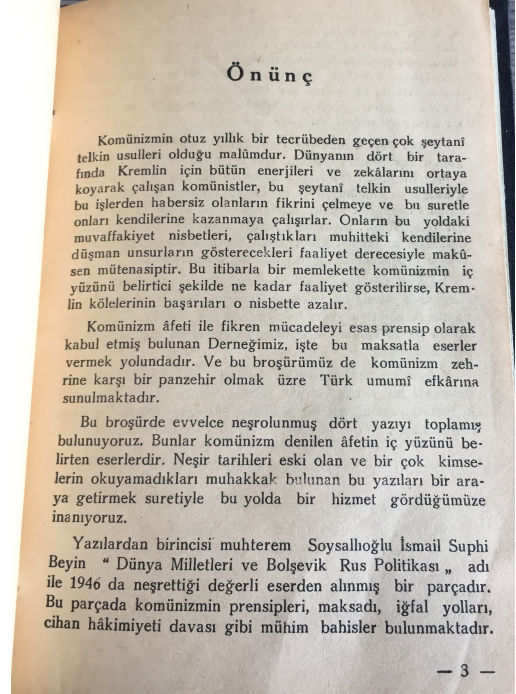 Önünç
Komünizmin otuz yıllık bir tecrübeden geçen çok şeytanî
telkin usulleri olduğu malûmdur. Dünyanın dört bir tara-
fında Kremlin için bütün enerjileri ve zekâlarını ortaya
koyarak çalışan komünistler, bu şeytanî telkin usulleriyle
bu işlerden habersiz olanların fikrini çelmeye ve bu suretle
onları kendilerine kazanmaya çalışırlar. Onların bu yoldaki
muvaffakiyet nisbetleri, çalıştıkları muhitteki kendilerine
düşman unsurların gösterecekleri faaliyet derecesiyle makû-
sen mütenasiptir. Bu itibarla bir memlekette komünizmin iç
yüzünü belirtici şekilde ne kadar faaliyet gösterilirse, Krem-
lin kölelerinin başarıları o nisbette azalır.
Komünizm âfeti ile fikren mücadeleyi esas prensip olarak
kabul etmiş bulunan Derneğimiz, işte bu maksatla eserler
vermek yolundadır. Ve bu broşürümüz de komünizm zeh-
rine karşı bir panzehir olmak üzre Türk umumî efkârına
sunulmaktadır.
Bu broşürde evvelce neşrolunmuş dört yazıyı toplamış
bulunuyoruz. Bunlar komünizm denilen âfetin iç yüzünü be-
lirten eserlerdir. Neşir tarihleri eski olan ve bir çok kimse-
lerin okuyamadıkları muhakkak bulunan bu yazıları bir ara-
ya getirmek suretiyle bu yolda bir hizmet gördüğümüze
inanıyoruz.
Yazılardan birincisi muhterem Soysallıoğlu İsmail Suphi
Beyin “ Dünya Milletleri ve Bolşevik Rus Politikası „ adı
ile 1946 da neşrettiği değerli eserden alınmış bir parçadır.
Bu parçada komünizmin prensipleri, maksadı, iğfal yolları,
cihan hâkimiyeti davası gibi mühim bahisler bulunmaktadır.
— 3 —